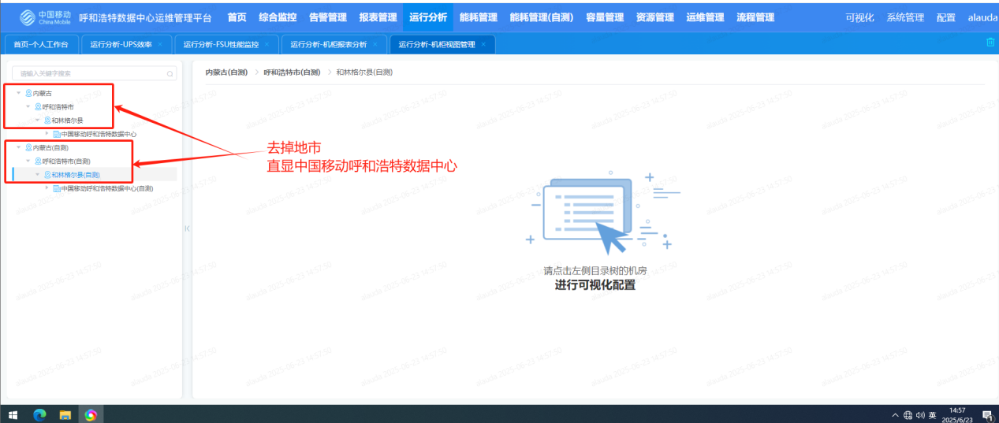 中国移动
China Mobile
呼和浩特数据中心运维管理平台 首页 综合监控 告警管理 报表管理 运行分析 能耗管理 能耗管理(自测) 容量管理 资源管理 运维管理 流程管理 可视化 系统管理 配置 alauda
首页-个人工作台 运行分析-UPS效率 × 运行分析-FSU性能监控 × 运行分析-机柜报表分析 × 运行分析-机柜视图管理 ×
请输入关键字搜索
内蒙古(自测) > 呼和浩特市(自测) > 和林格尔县(自测)
内蒙古
呼和浩特市
和林格尔县
中国移动呼和浩特数据中心
内蒙古(自测)
呼和浩特市(自测)
和林格尔县(自测)
中国移动呼和浩特数据中心(自测)
去掉地市
直显中国移动呼和浩特数据中心
请点击左侧目录树的机房
进行可视化配置
alauda 2025-06-23 14:57:50
英
14:57
2025/6/23
1